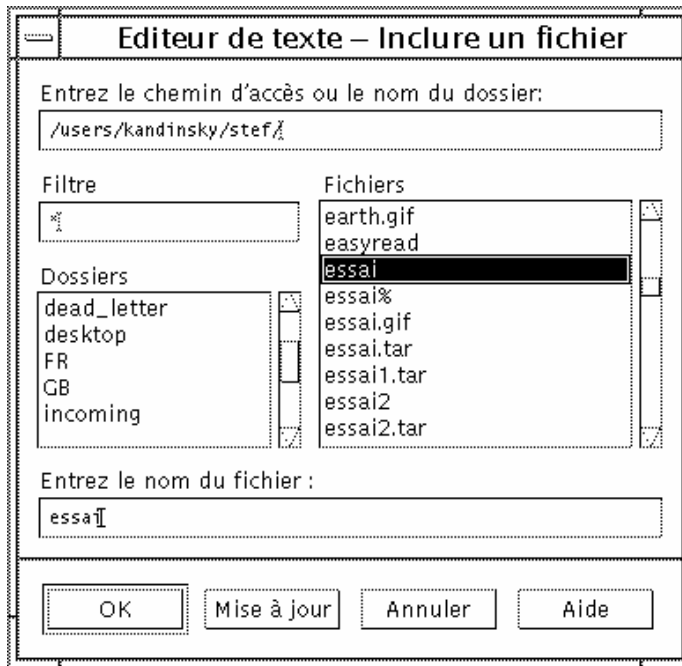 Editeur de texte – Inclure un fichier
Entrez le chemin d'accès ou le nom du dossier:
/users/kandinsky/stef/
Filtre
*
Dossiers
dead_letter
desktop
FR
GB
incoming
Fichiers
earth.gif
easyread
essai
essai%
essai.gif
essai.tar
essai1.tar
essai2
essai2.tar
Entrez le nom du fichier :
essai
OK
Mise à jour
Annuler
Aide